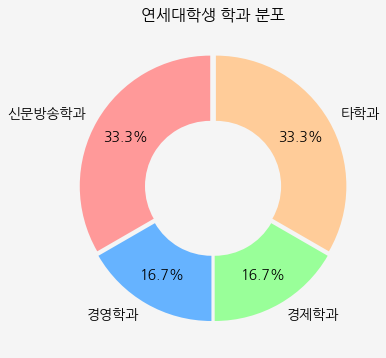 연세대학생 학과 분포
신문방송학과
33.3%
타학과
33.3%
경영학과
16.7%
경제학과
16.7%